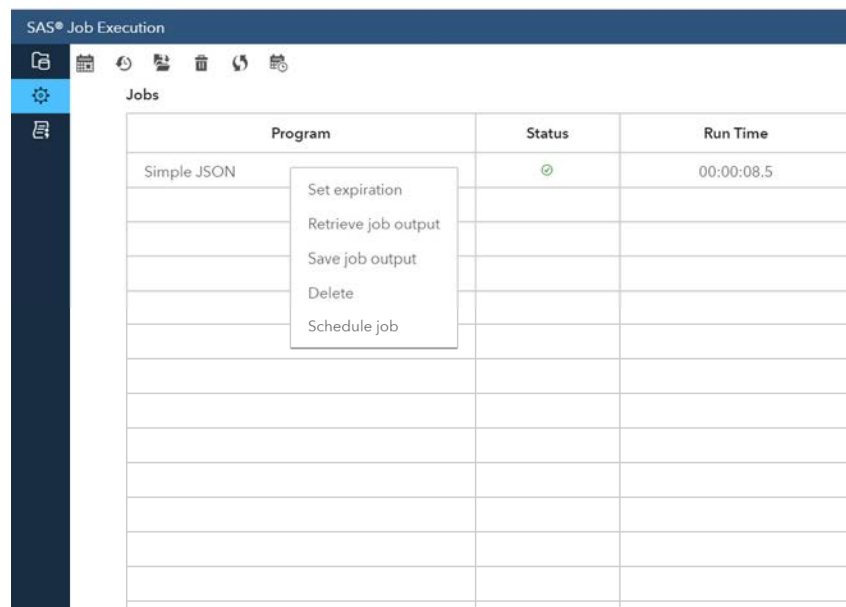 SAS® Job Execution
Jobs
Program Status Run Time
Simple JSON 00:00:08.5
Set expiration
Retrieve job output
Save job output
Delete
Schedule job